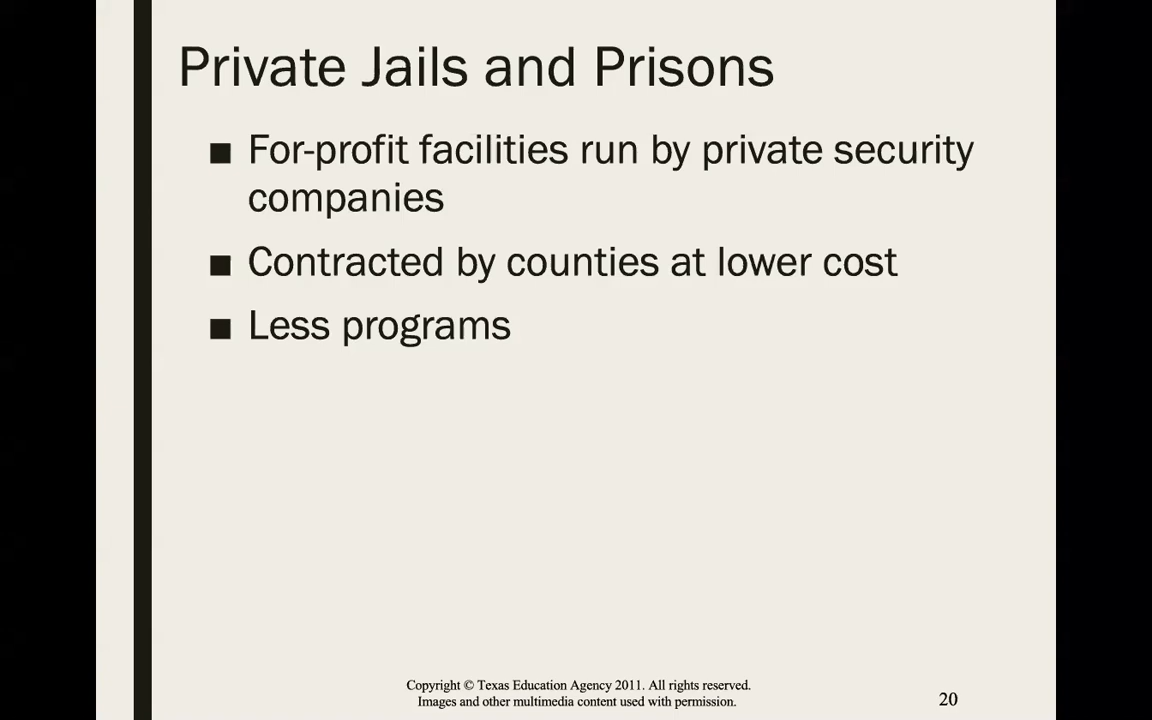 Private Jails and Prisons
■ For-profit facilities run by private security
companies
■ Contracted by counties at lower cost
■ Less programs
Copyright © Texas Education Agency 2011. All rights reserved.
Images and other multimedia content used with permission.
20